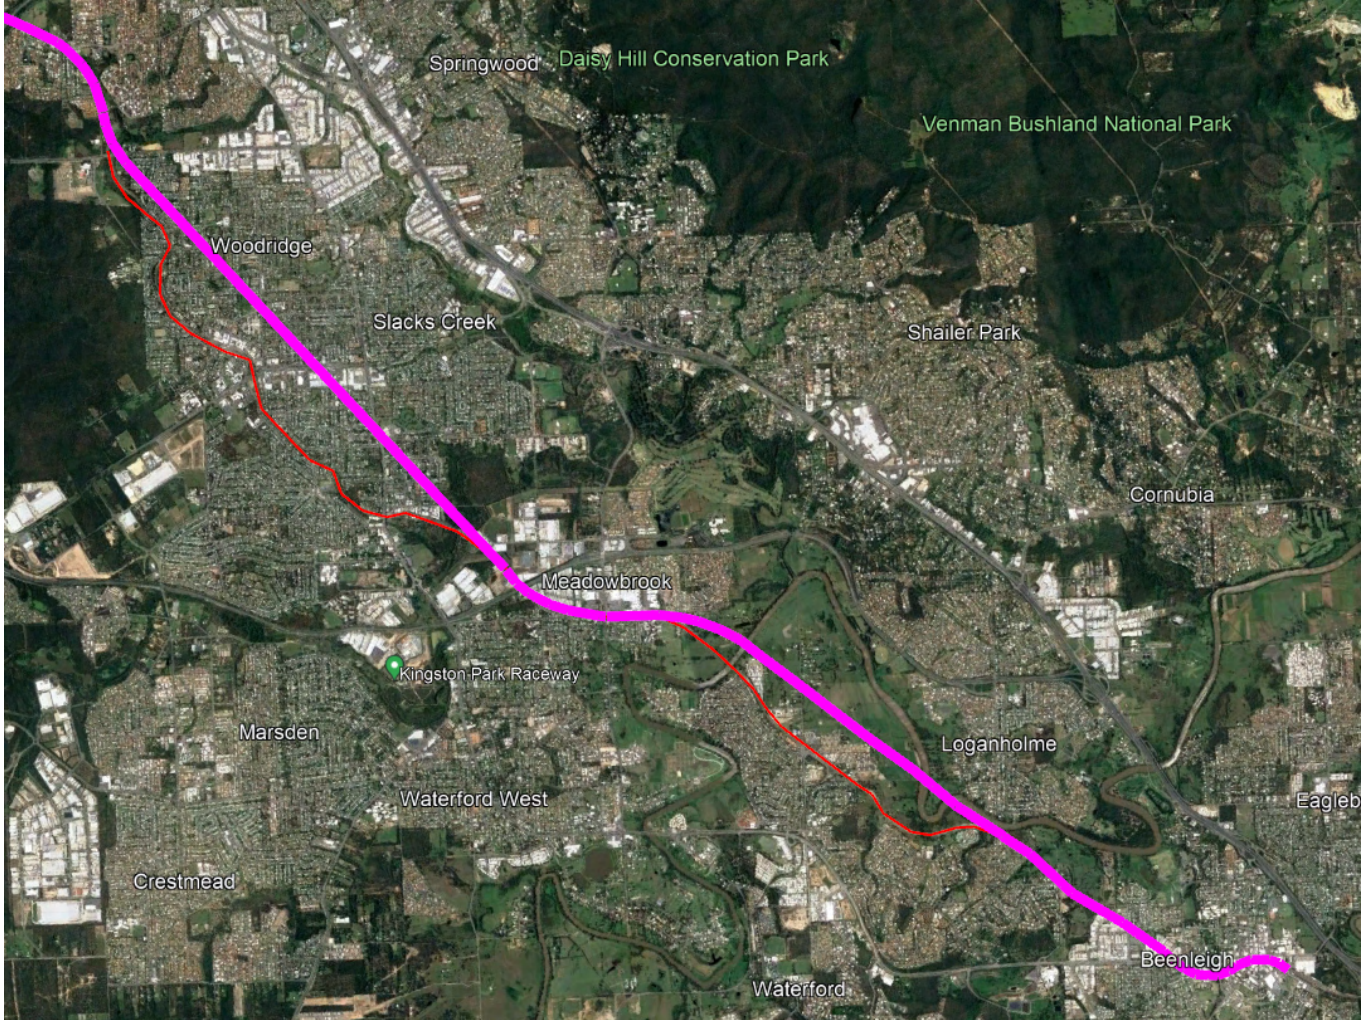 Springwood
Daisy Hill Conservation Park
Venman Bushland National Park
Woodridge
Slacks Creek
Shailer Park
Cornubia
Meadowbrook
Kingston Park Raceway
Marsden
Loganholme
Waterford West
Eagleb
Crestmead
Beenleigh
Waterford